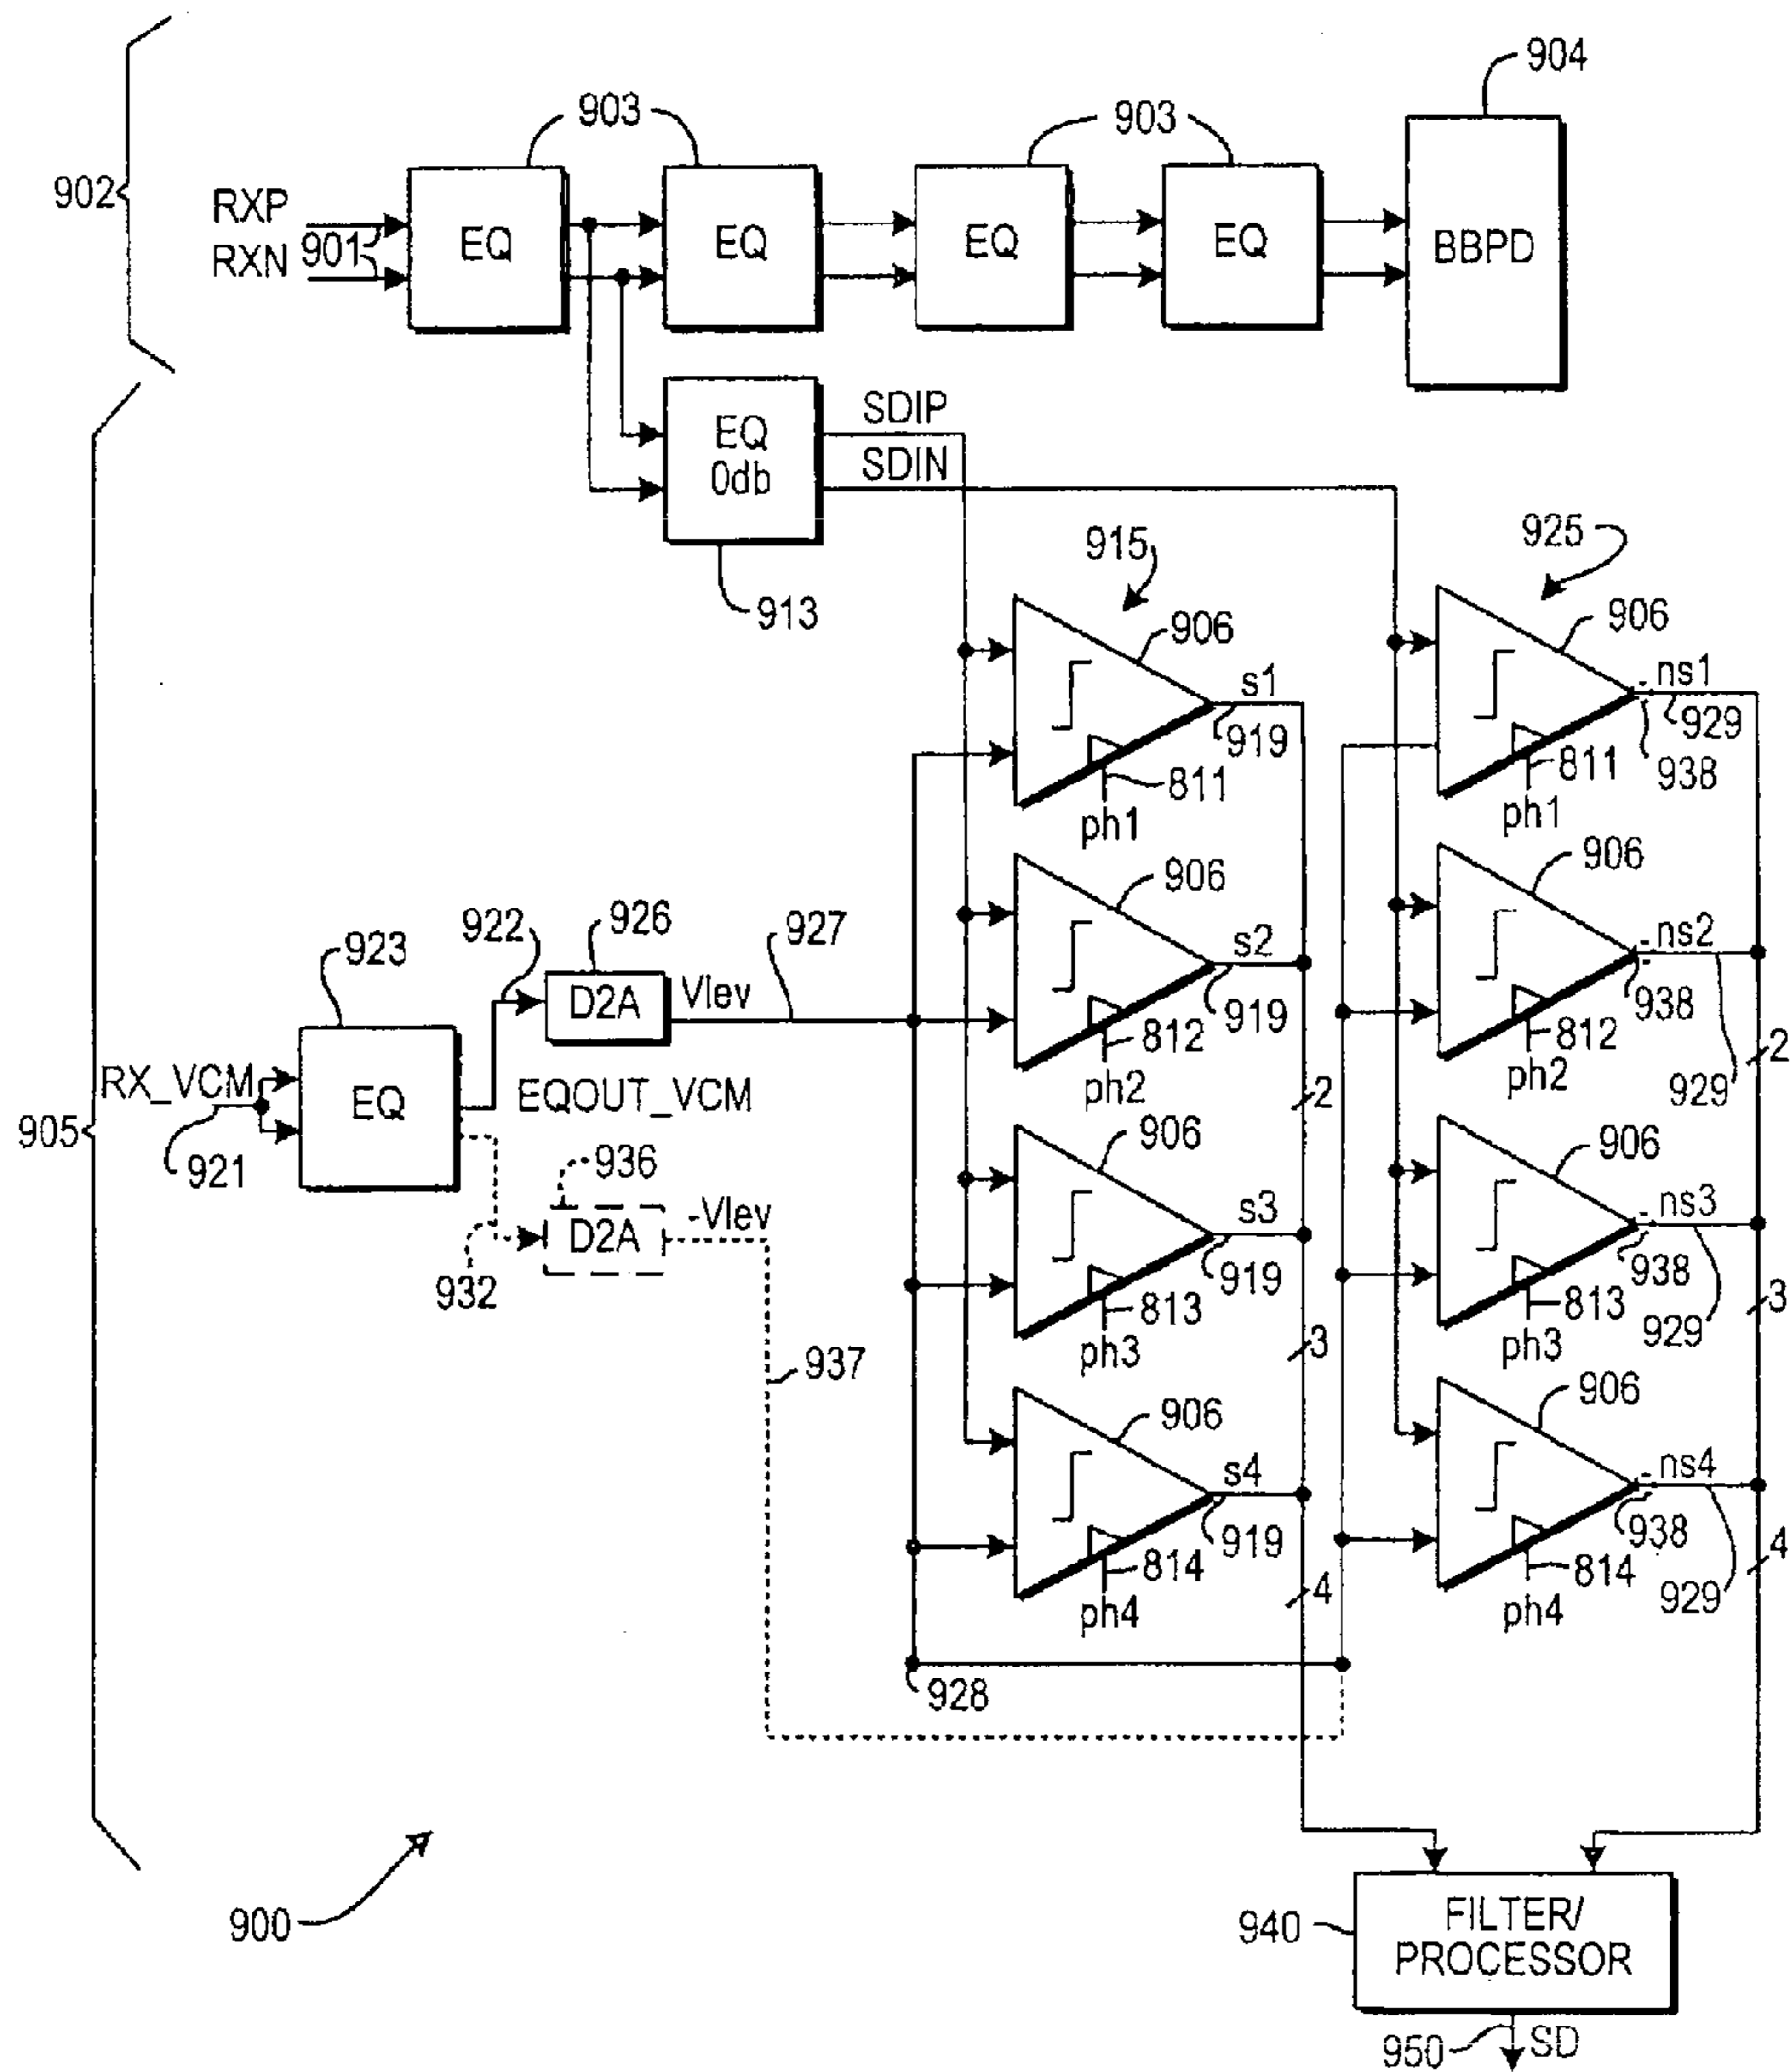 904
903
903
902
RXP
901
RXN
EQ
EQ
EQ
EQ
BBPD
EQ
0db
SDIP
SDIN
913
915
925
906
s1
919
811
ph1
906
ns1
929
938
811
ph1
906
s2
919
812
ph2
906
ns2
938
929
812
ph2
923
922
926
D2A
Vlev
927
RX_VCM
EQ
EQOUT_VCM
921
905
936
D2A
-Vlev
932
937
2
2
906
s3
919
813
ph3
906
ns3
938
929
813
ph3
3
3
906
s4
919
814
ph4
906
ns4
938
929
814
ph4
4
4
928
900
940
FILTER/
PROCESSOR
950
SD